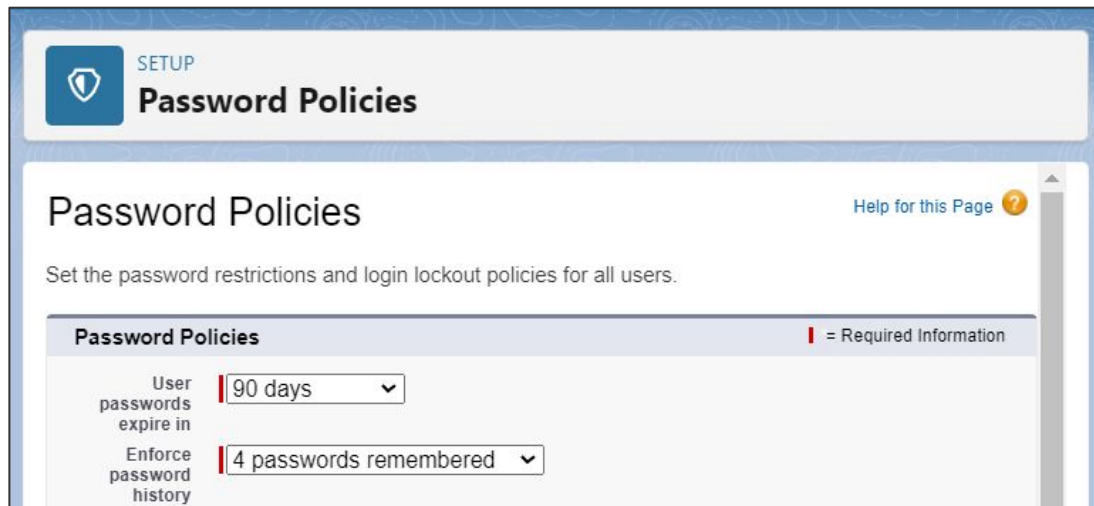 SETUP
Password Policies
Password Policies
Help for this Page
Set the password restrictions and login lockout policies for all users.
Password Policies
= Required Information
User
passwords
expire in
90 days
Enforce
password
history
4 passwords remembered